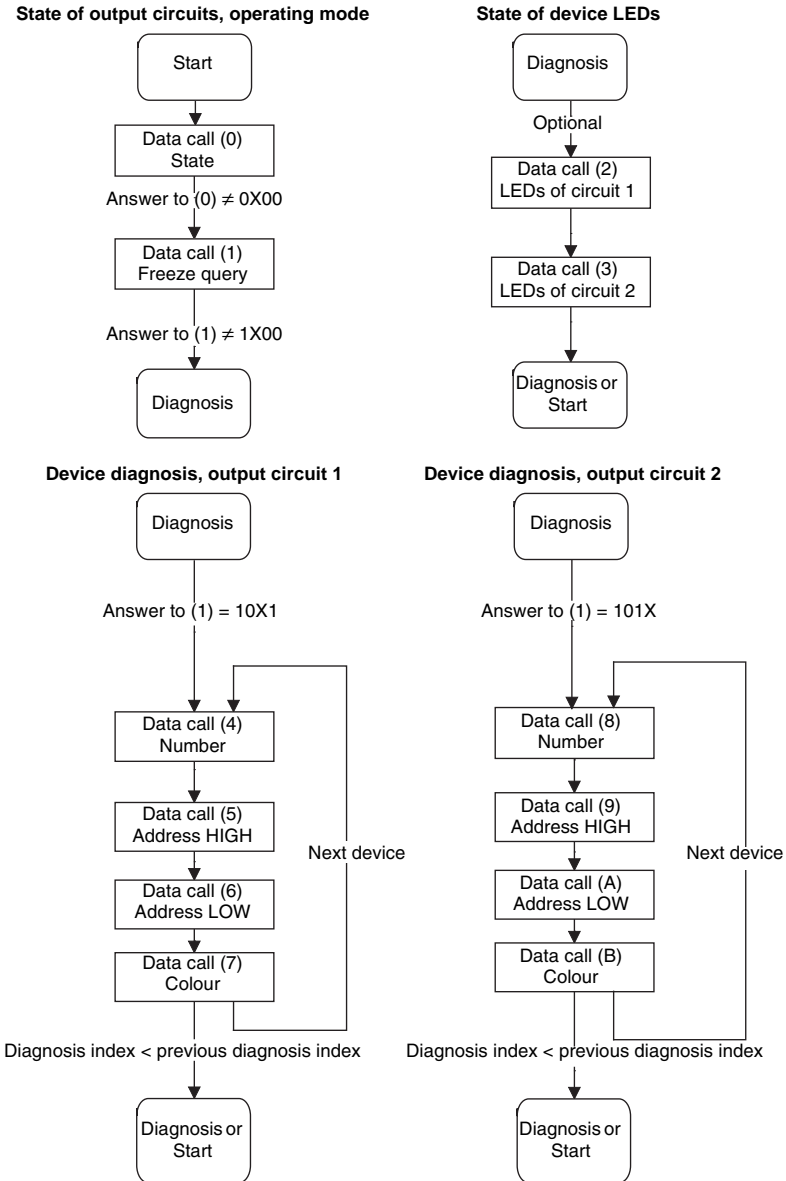 State of output circuits, operating mode
Start
Data call (0)
State
Answer to (0) ≠ 0X00
Data call (1)
Freeze query
Answer to (1) ≠ 1X00
Diagnosis
State of device LEDs
Diagnosis
Optional
Data call (2)
LEDs of circuit 1
Data call (3)
LEDs of circuit 2
Diagnosis or
Start
Device diagnosis, output circuit 1
Diagnosis
Answer to (1) = 10X1
Data call (4)
Number
Data call (5)
Address HIGH
Next device
Data call (6)
Address LOW
Data call (7)
Colour
Diagnosis index < previous diagnosis index
Diagnosis or
Start
Device diagnosis, output circuit 2
Diagnosis
Answer to (1) = 101X
Data call (8)
Number
Data call (9)
Address HIGH
Next device
Data call (A)
Address LOW
Data call (B)
Colour
Diagnosis index < previous diagnosis index
Diagnosis or
Start